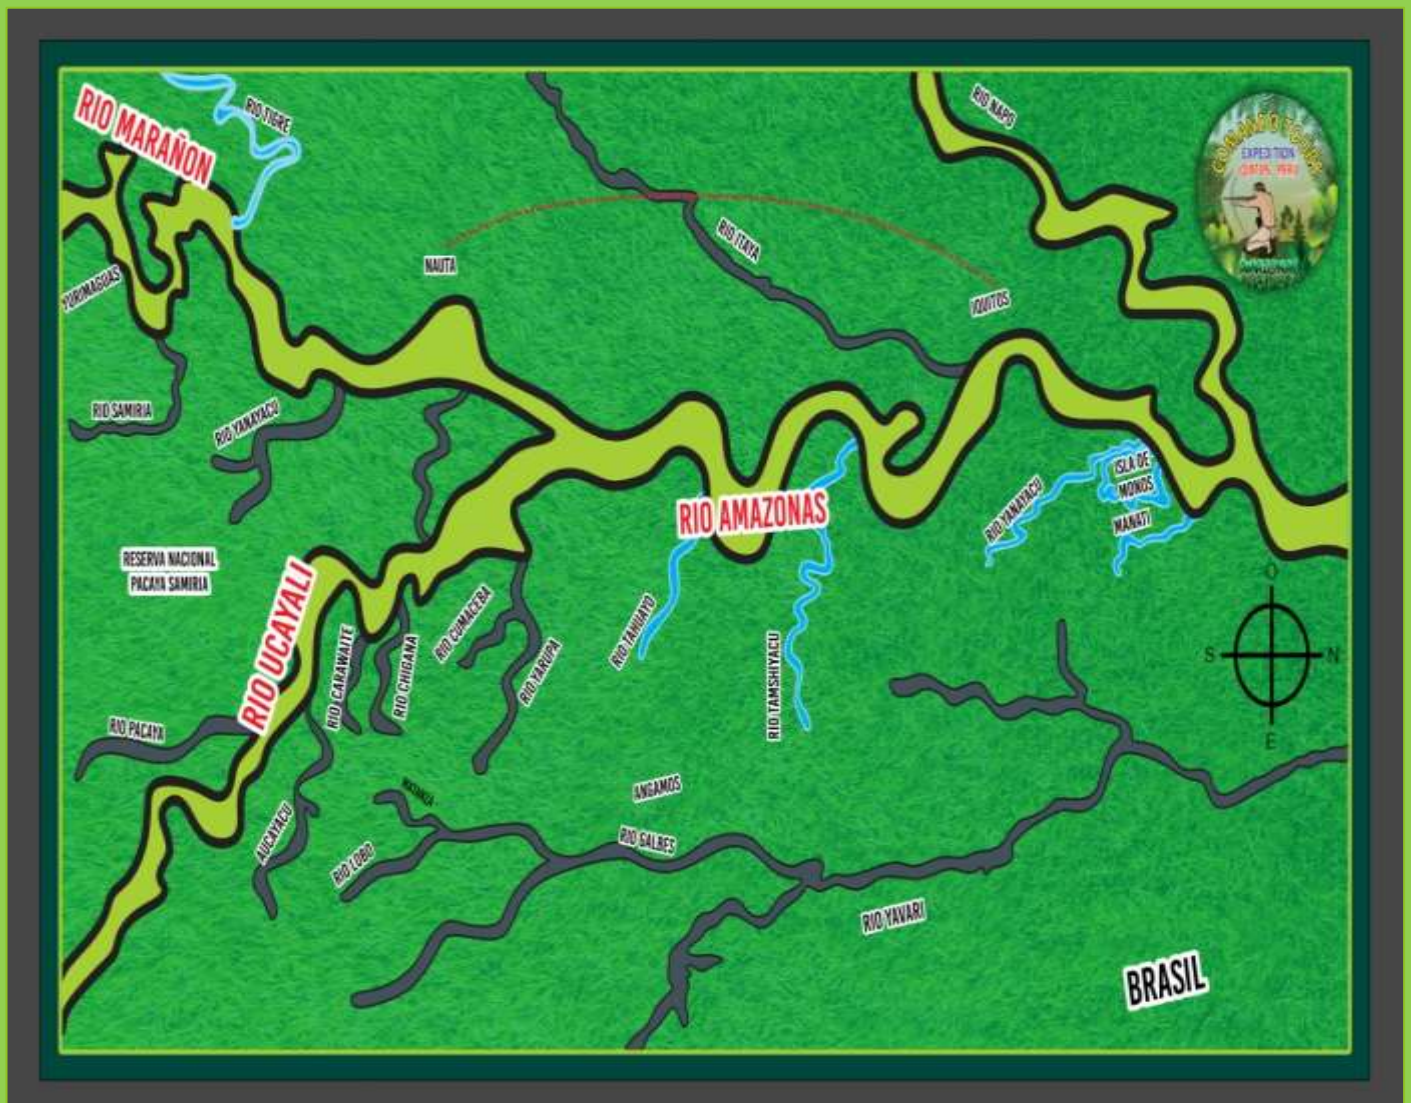 RIO MARAÑON
RIO TIGRE
RIO NAPO
EXPEDITION
NAUTA
RIO ITAYA
IQUITOS
YURIMAGUAS
RIO SAMIRIA
RIO YANAYACU
RIO AMAZONAS
RIO YANAYACU
ISLA DE
MONOS
MANATI
RESERVA NACIONAL
PACAYA SAMIRIA
RIO UCAYALI
RIO CARAWAITE
RIO CHIGANA
RIO CUMACEBA
RIO YARUPA
RIO TAHUAYO
RIO TAMSHIYACU
O
S
N
E
RIO PACAYA
AUCAYACU
RIO LOBO
MATANZA
ANGAMOS
RIO GALBES
RIO YAVARI
BRASIL